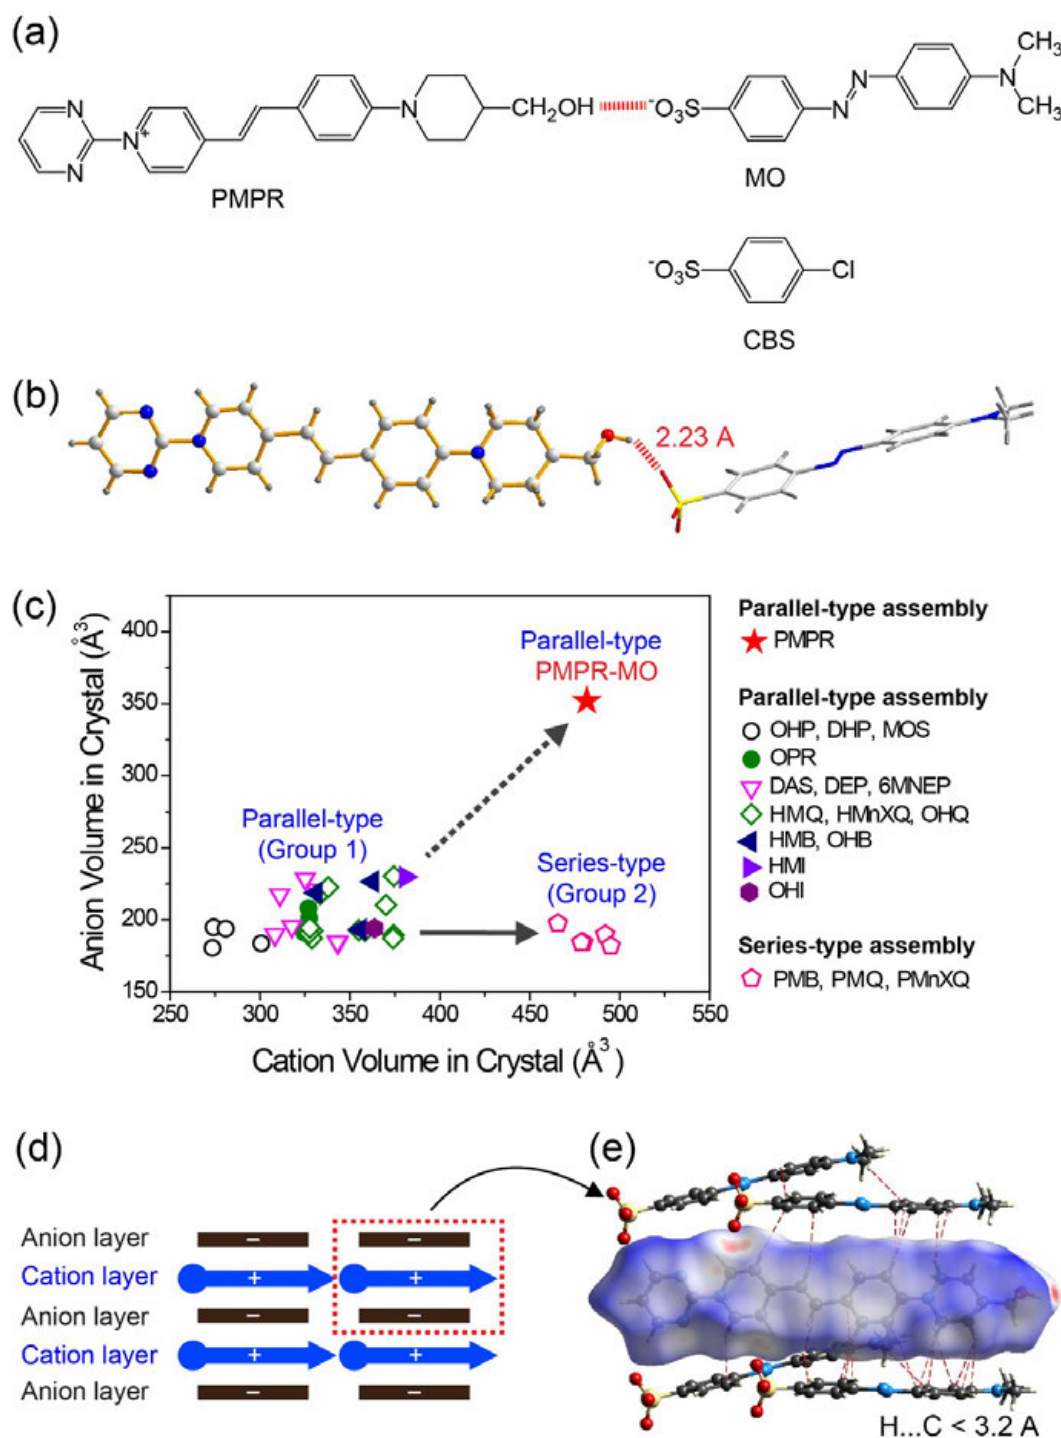 (a)
N
N
N
+
N
CH₂OH
⁻O₃S
N
N
N
CH₃
CH₃
PMPR
MO
⁻O₃S
Cl
CBS
(b)
2.23 A
(c)
Anion Volume in Crystal (Å³)
400
350
300
250
200
150
250 300 350 400 450 500 550
Cation Volume in Crystal (Å³)
Parallel-type
PMPR-MO
Parallel-type
(Group 1)
Series-type
(Group 2)
Parallel-type assembly
PMPR
Parallel-type assembly
OHP, DHP, MOS
OPR
DAS, DEP, 6MNEP
HMQ, HMnXQ, OHQ
HMB, OHB
HMI
OHI
Series-type assembly
PMB, PMQ, PMnXQ
(d)
Anion layer − −
Cation layer + +
Anion layer − −
Cation layer + +
Anion layer − −
(e)
H...C < 3.2 A